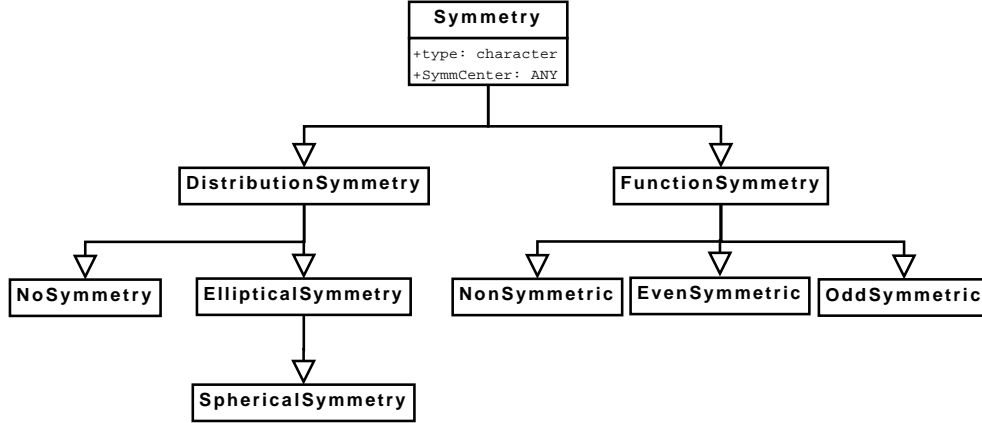 Symmetry
+type: character
+SymmCenter: ANY
DistributionSymmetry
FunctionSymmetry
NoSymmetry
EllipticalSymmetry
NonSymmetric
EvenSymmetric
OddSymmetric
SphericalSymmetry